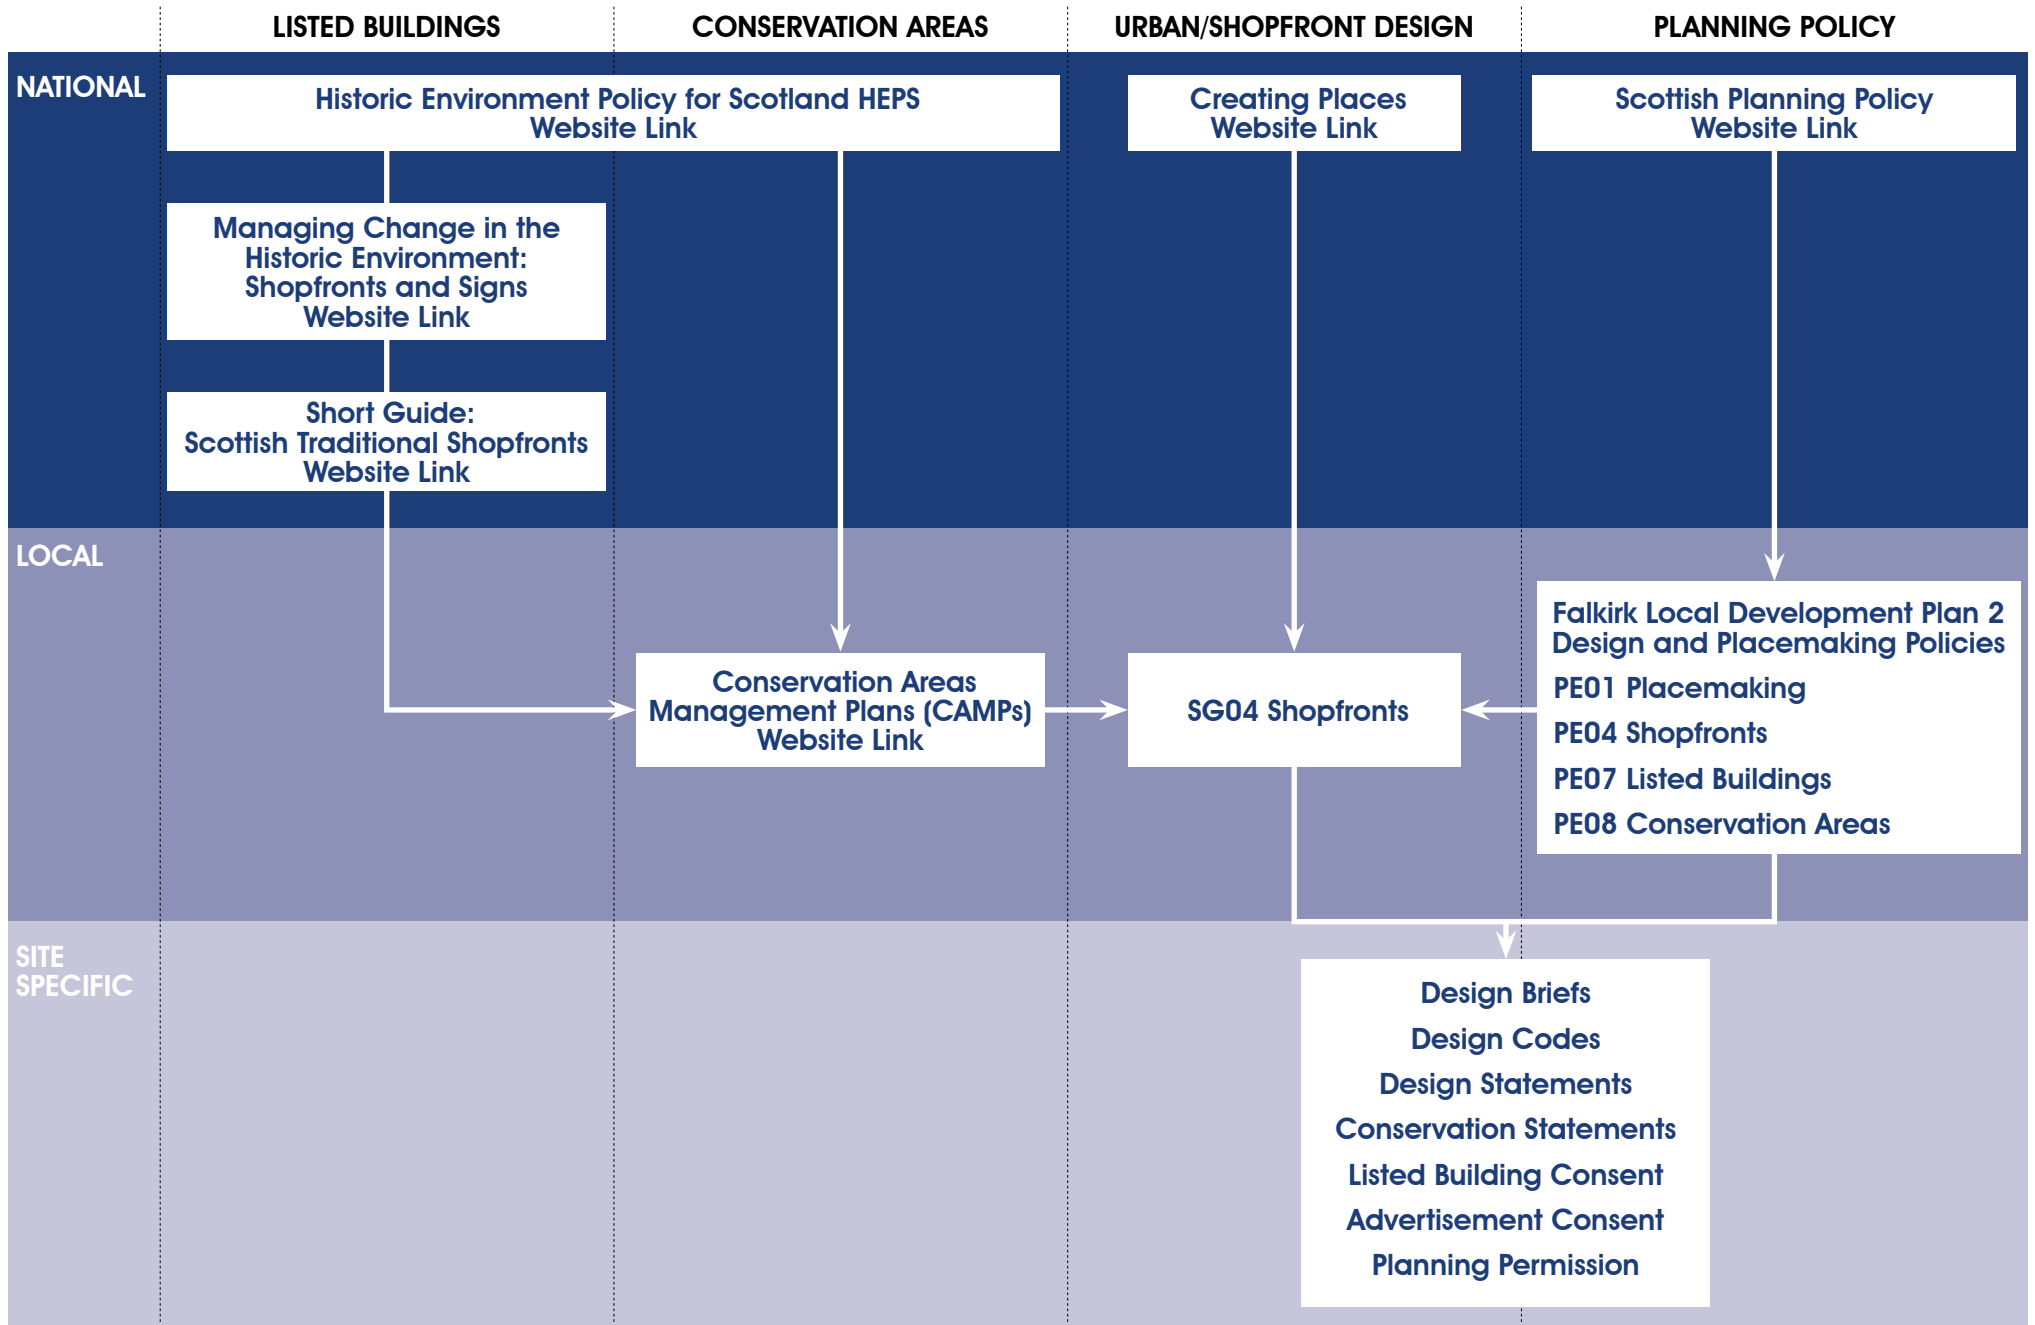 LISTED BUILDINGS
CONSERVATION AREAS
URBAN/SHOPFRONT DESIGN
PLANNING POLICY
NATIONAL
Historic Environment Policy for Scotland HEPS
Website Link
Creating Places
Website Link
Scottish Planning Policy
Website Link
Managing Change in the
Historic Environment:
Shopfronts and Signs
Website Link
Short Guide:
Scottish Traditional Shopfronts
Website Link
LOCAL
Conservation Areas
Management Plans (CAMPs)
Website Link
SG04 Shopfronts
Falkirk Local Development Plan 2
Design and Placemaking Policies
PE01 Placemaking
PE04 Shopfronts
PE07 Listed Buildings
PE08 Conservation Areas
SITE
SPECIFIC
Design Briefs
Design Codes
Design Statements
Conservation Statements
Listed Building Consent
Advertisement Consent
Planning Permission